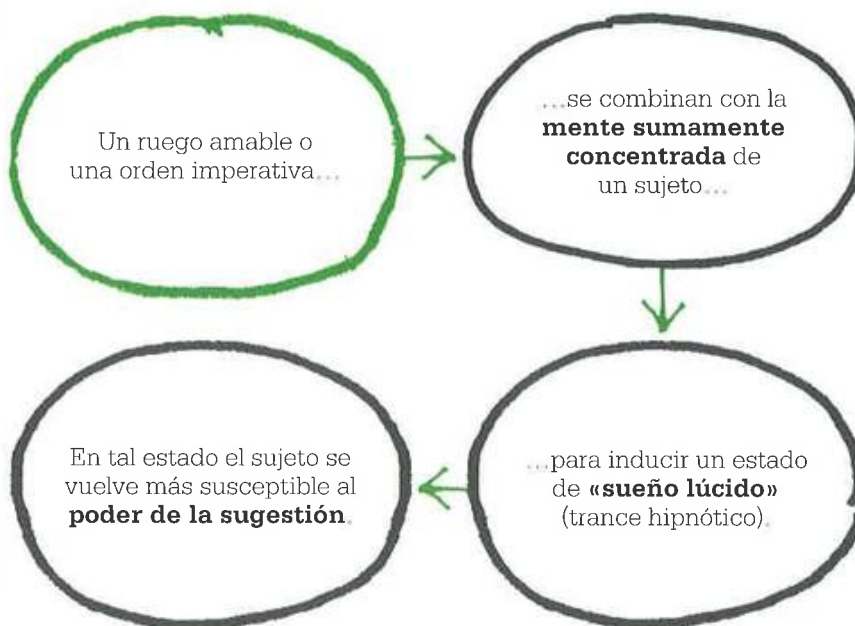 Un ruego amable o
una orden imperativa...
...se combinan con la
mente sumamente
concentrada de
un sujeto...
...para inducir un estado
de «sueño lúcido»
(trance hipnótico).
En tal estado el sujeto se
vuelve más susceptible al
poder de la sugestión.